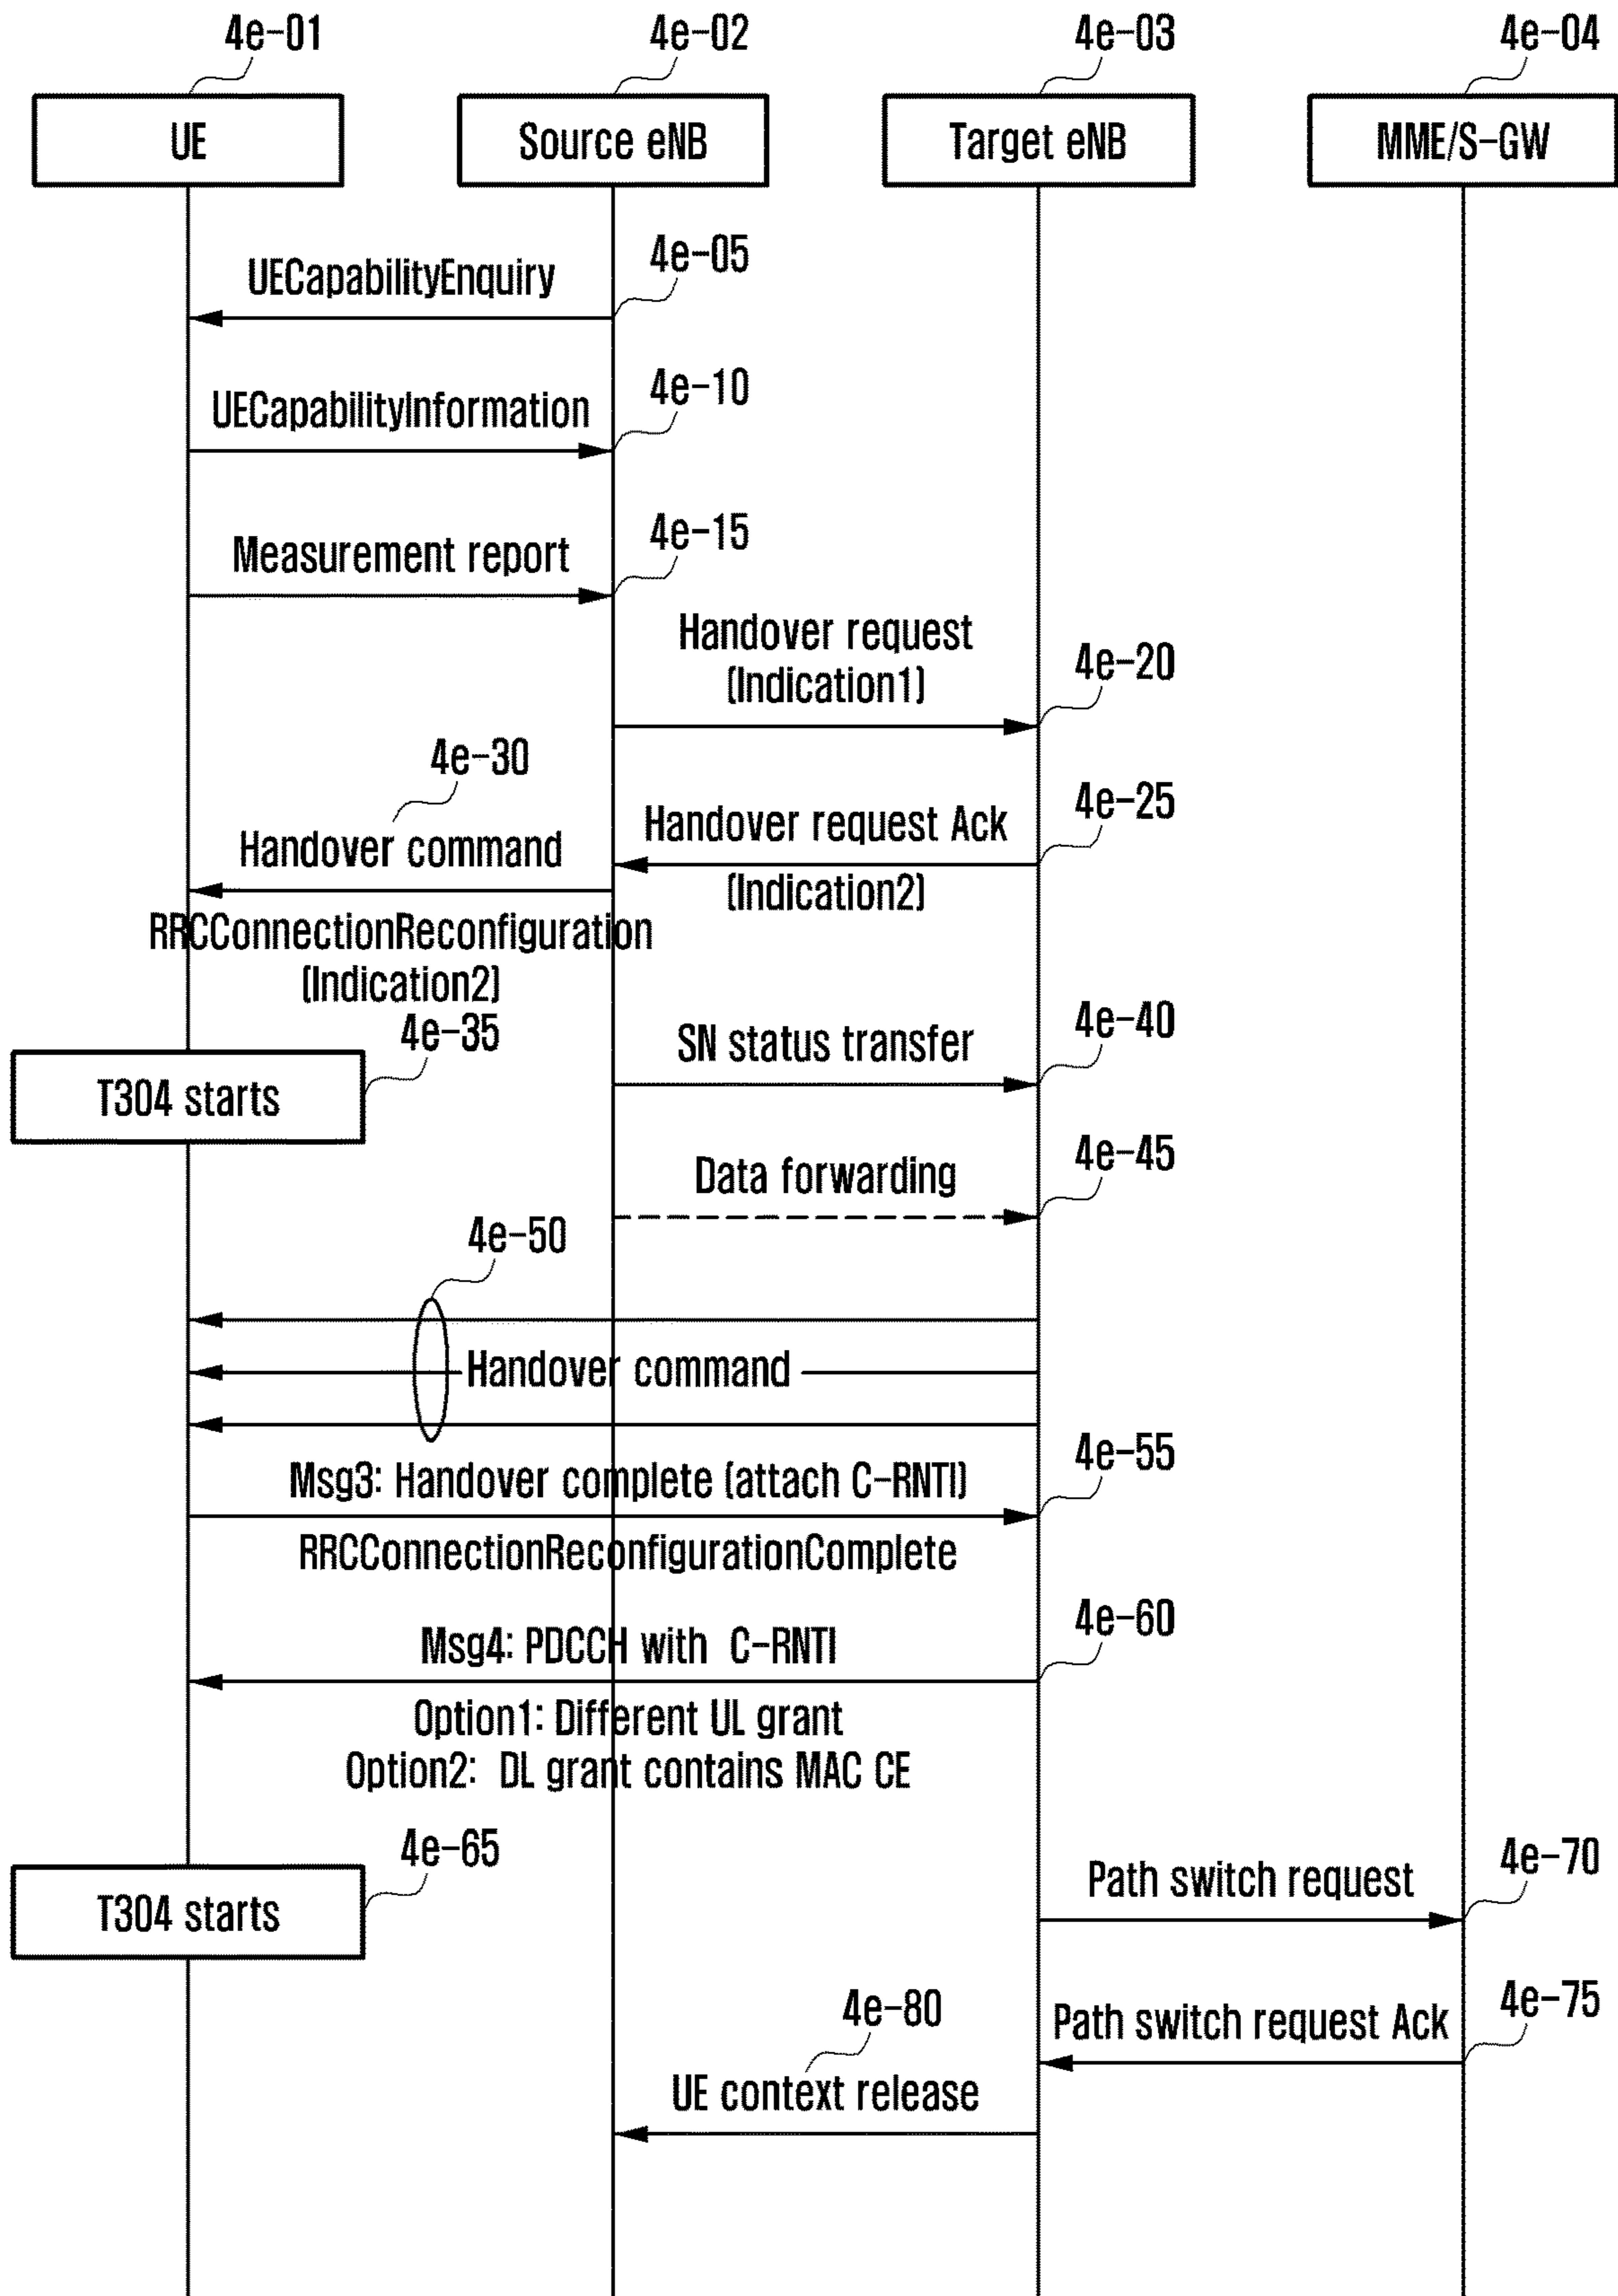 4e-01
4e-02
4e-03
4e-04
UE
Source eNB
Target eNB
MME/S-GW
UECapabilityEnquiry
4e-05
UECapabilityInformation
4e-10
Measurement report
4e-15
Handover request
(Indication1)
4e-20
4e-30
Handover command
Handover request Ack
4e-25
(Indication2)
RRCConnectionReconfiguration
(Indication2)
4e-35
T304 starts
SN status transfer
4e-40
Data forwarding
4e-45
4e-50
Handover command
Msg3: Handover complete (attach C-RNTI)
4e-55
RRCConnectionReconfigurationComplete
Msg4: PDCCH with C-RNTI
4e-60
Option1: Different UL grant
Option2: DL grant contains MAC CE
4e-65
T304 starts
Path switch request
4e-70
4e-80
Path switch request Ack
4e-75
UE context release